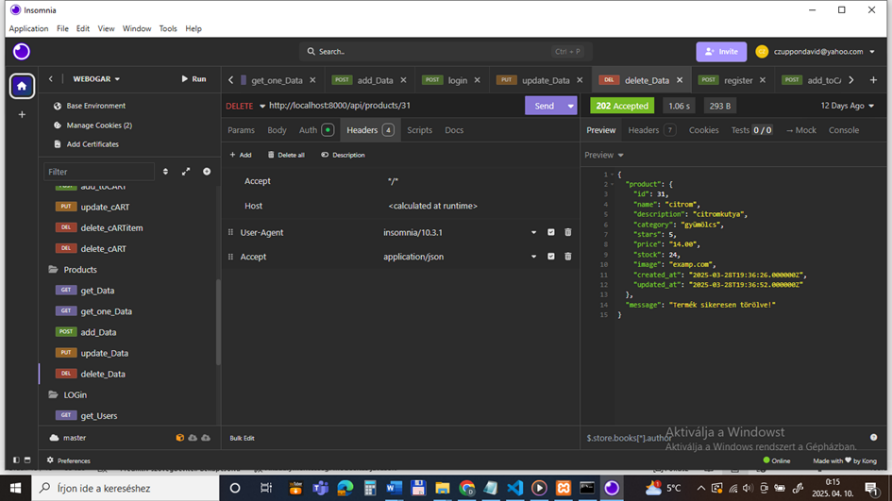 Insomnia
Application File Edit View Window Tools Help
Search.. Ctrl + P
Invite
CZ czuppondavid@yahoo.com
WEBOGAR Run
get_one_Data
POST add_Data
POST login
PUT update_Data
DEL delete_Data
POST register
POST add_toCA
Base Environment
Manage Cookies (2)
Add Certificates
Filter
POST add_toCART
PUT update_cART
DEL delete_cARTitem
DEL delete_cART
Products
GET get_Data
GET get_one_Data
POST add_Data
PUT update_Data
DEL delete_Data
LOGin
GET get_Users
master
Preferences
DELETE http://localhost:8000/api/products/31 Send
Params Body Auth Headers 4 Scripts Docs
Add Delete all Description
Accept "*/*"
Host <calculated at runtime>
User-Agent insomnia/10.3.1
Accept application/json
Bulk Edit
202 Accepted 1.06 s 293 B 12 Days Ago
Preview Headers 7 Cookies Tests 0 / 0 → Mock Console
Preview
1 {
2 "product": {
3 "id": 31,
4 "name": "citrom",
5 "description": "citromkutya",
6 "category": "gyümölcs",
7 "stars": 5,
8 "price": "14.00",
9 "stock": 24,
10 "image": "examp.com",
11 "created_at": "2025-03-28T19:36:26.000000Z",
12 "updated_at": "2025-03-28T19:36:52.000000Z"
13 },
14 "message": "Termék sikeresen törölve!"
15 }
$.store.books[*].author
Aktiválja a Windowst
Aktiválja a Windows rendszert a Gépházban.
Online Made with ♥ by Kong
Írjon ide a kereséshez
5°C
0:15
2025. 04. 10.